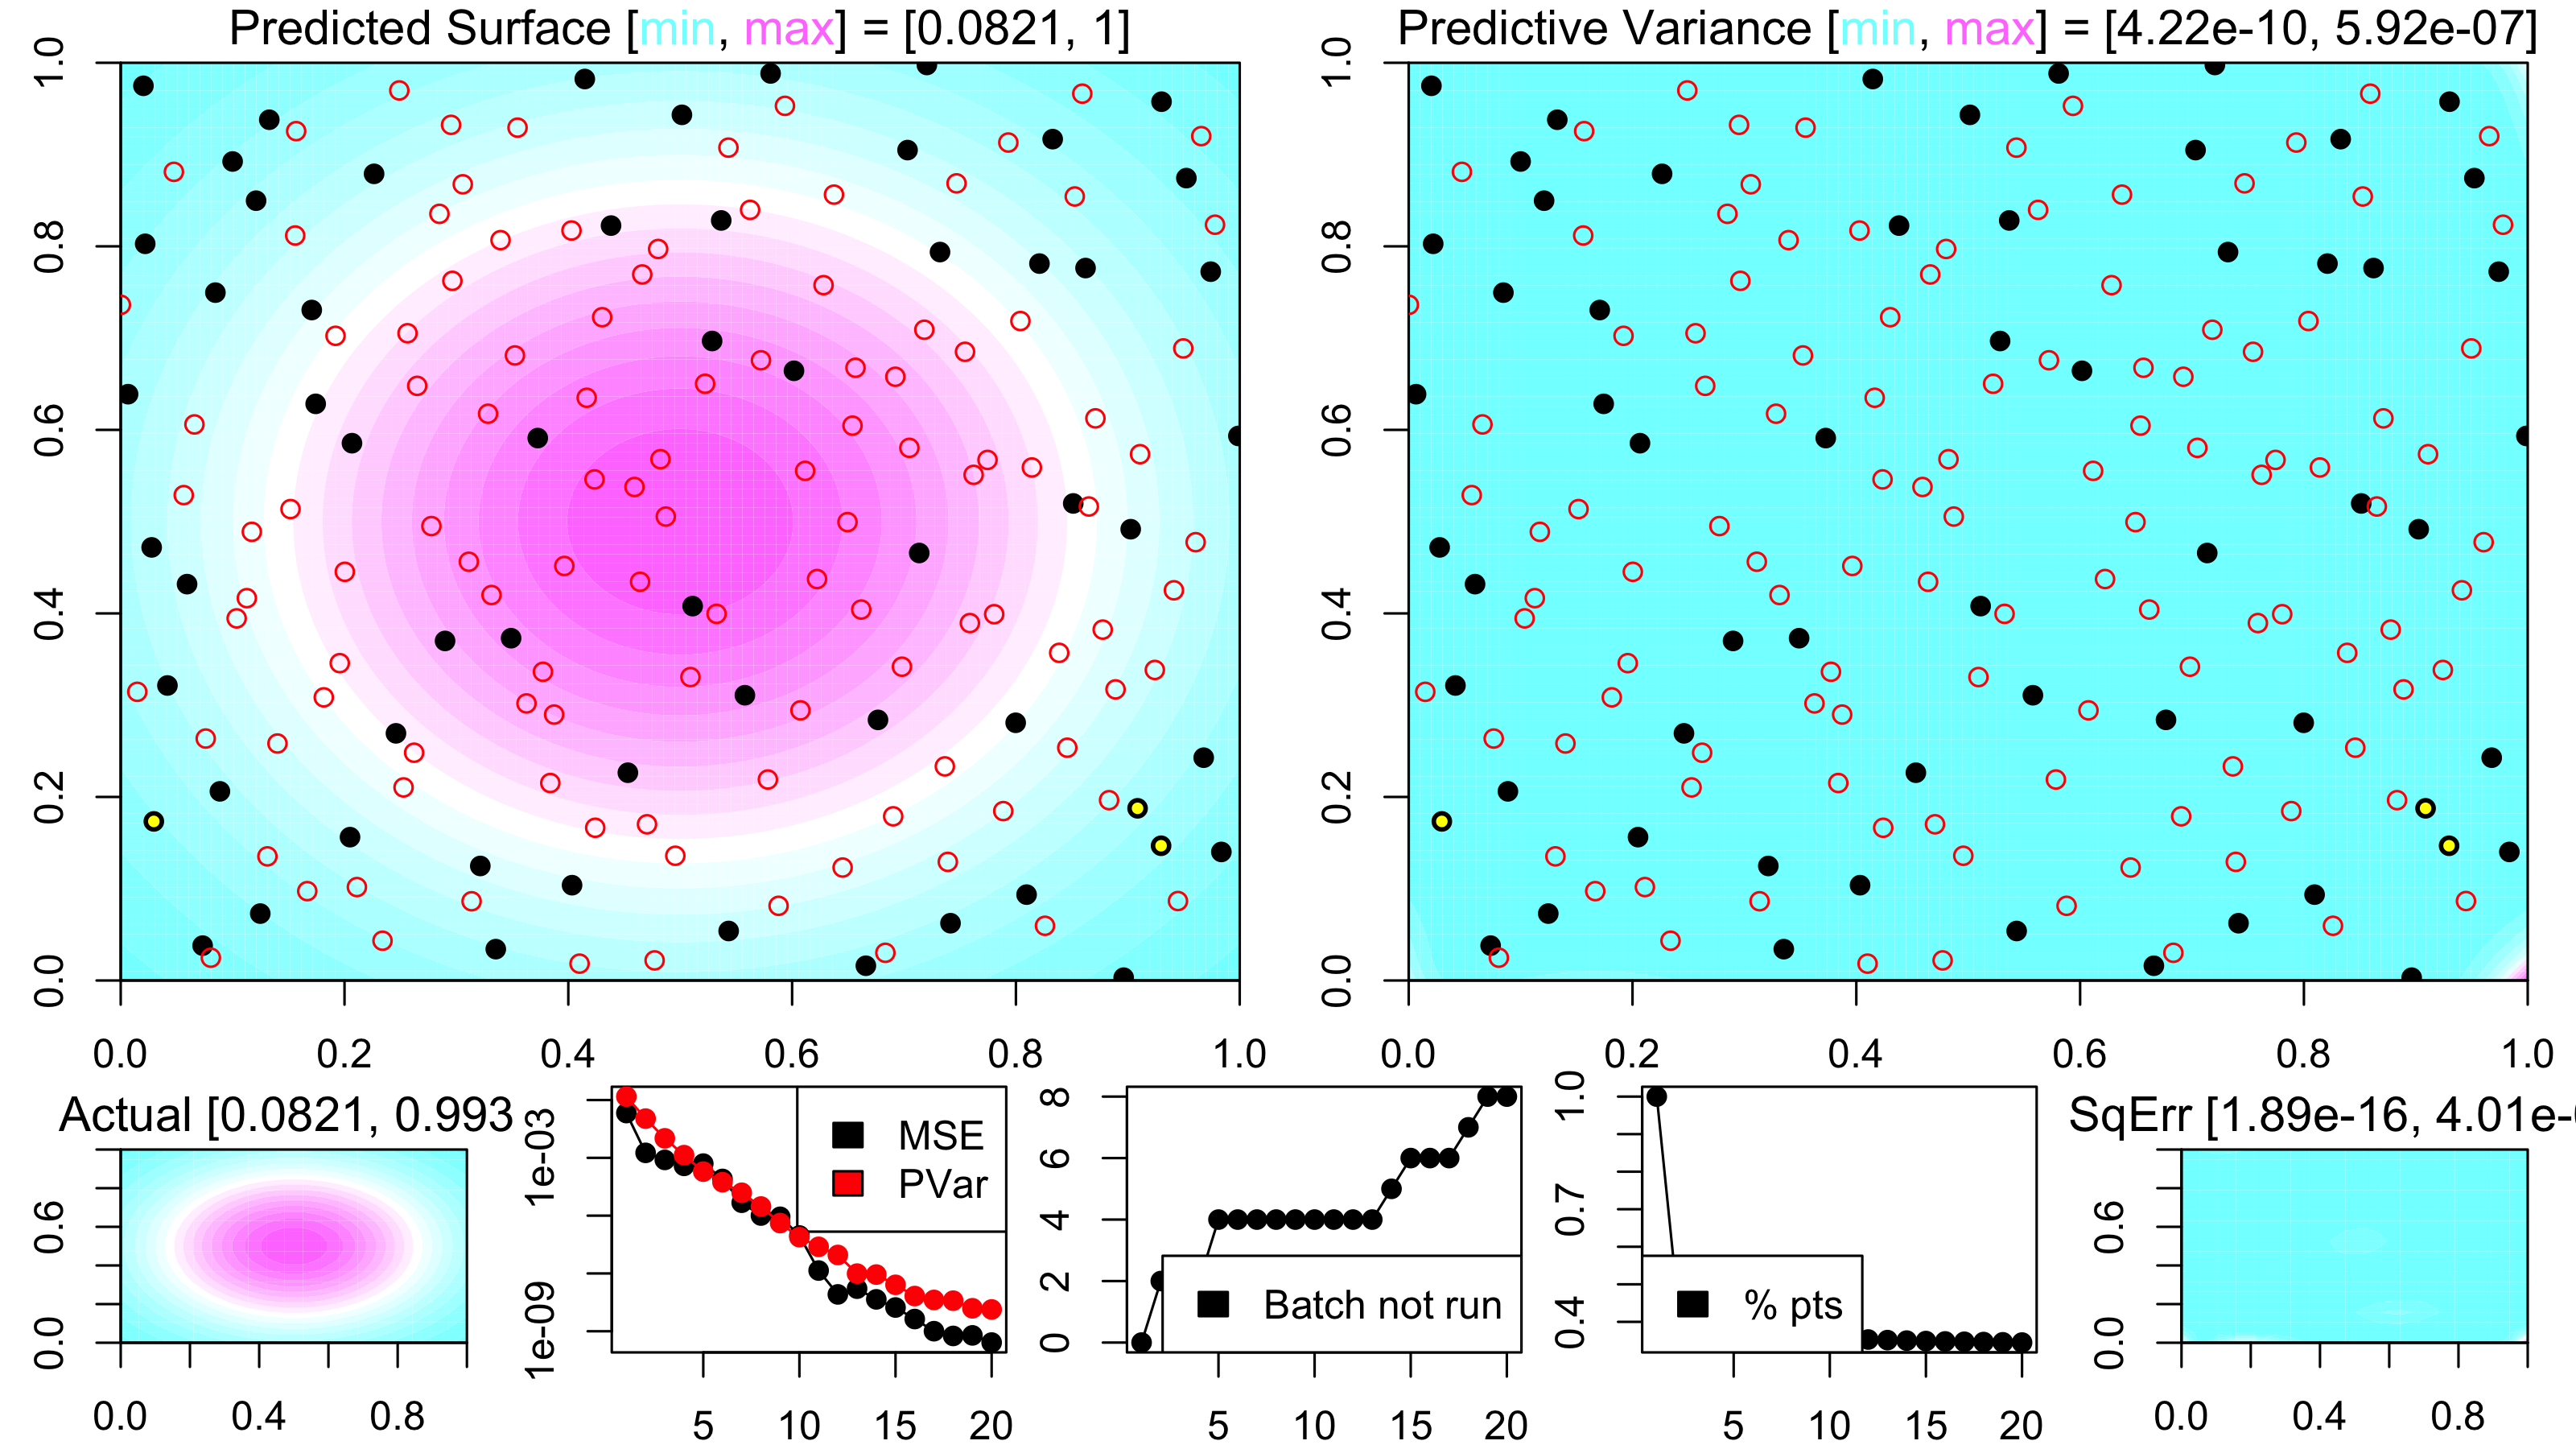 Predicted Surface [min, max] = [0.0821, 1]
Predictive Variance [min, max] = [4.22e-10, 5.92e-07]
1.0
0.8
0.6
0.4
0.2
0.0
0.0 0.2 0.4 0.6 0.8 1.0
1.0
0.8
0.6
0.4
0.2
0.0
0.0 0.2 0.4 0.6 0.8 1.0
Actual [0.0821, 0.993
0.6
0.0
0.0 0.4 0.8
1e-03
1e-09
MSE
PVar
5 10 15 20
8
6
4
2
0
Batch not run
5 10 15 20
1.0
0.7
0.4
% pts
5 10 15 20
SqErr [1.89e-16, 4.01e-
0.6
0.0
0.0 0.4 0.8